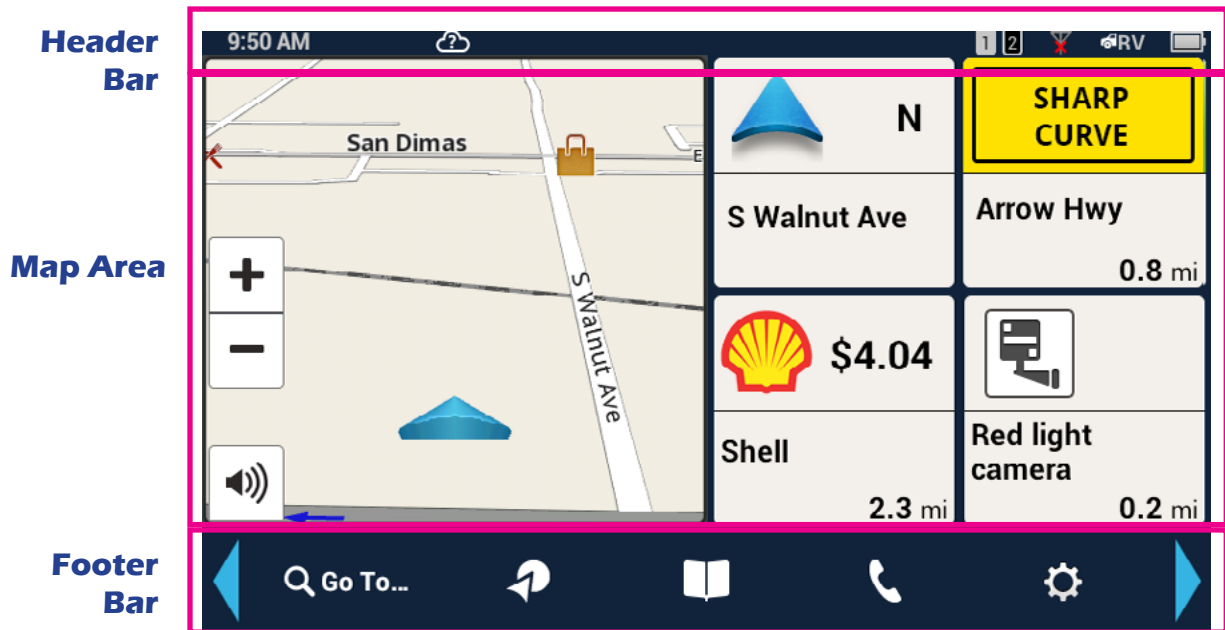 Header
Bar
9:50 AM
?
1 2
RV
San Dimas
E
N
SHARP
CURVE
S Walnut Ave
Arrow Hwy
0.8 mi
Map Area
+
−
S Walnut Ave
$4.04
Shell
2.3 mi
Red light
camera
0.2 mi
Footer
Bar
Go To...